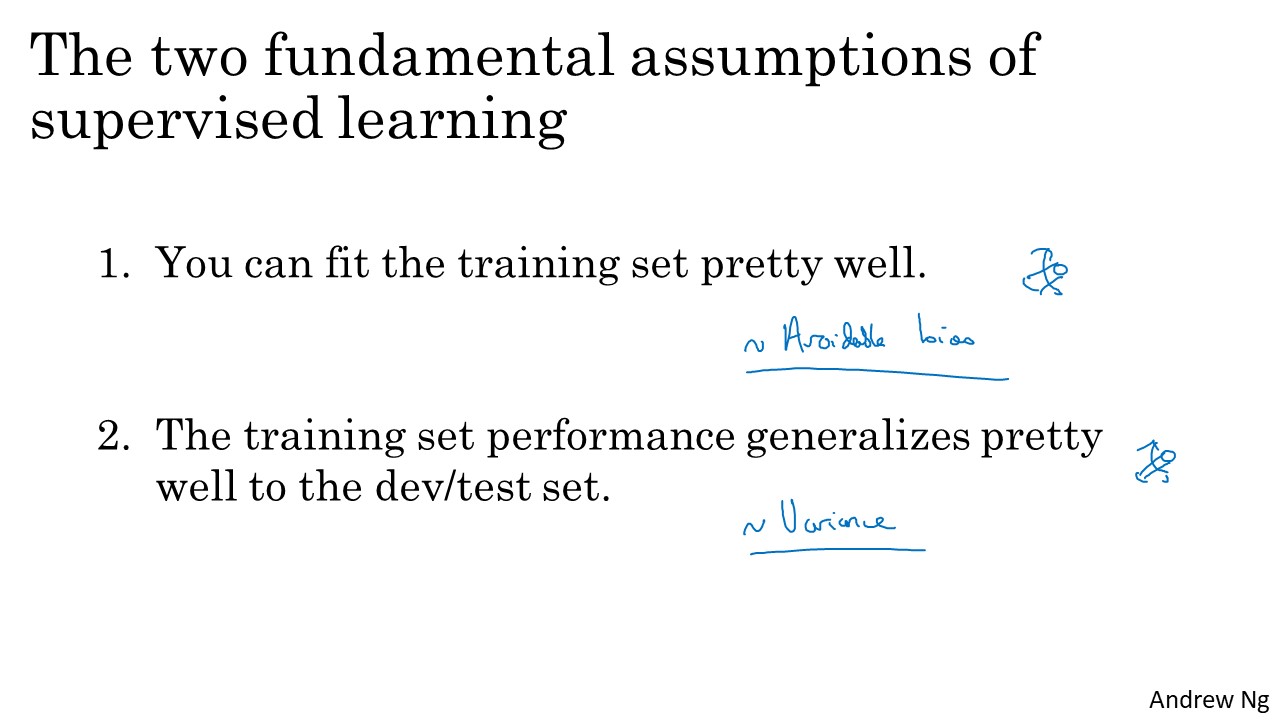 The two fundamental assumptions of
supervised learning
1. You can fit the training set pretty well.
~ Avoidable bias
2. The training set performance generalizes pretty
well to the dev/test set.
~ Variance
Andrew Ng